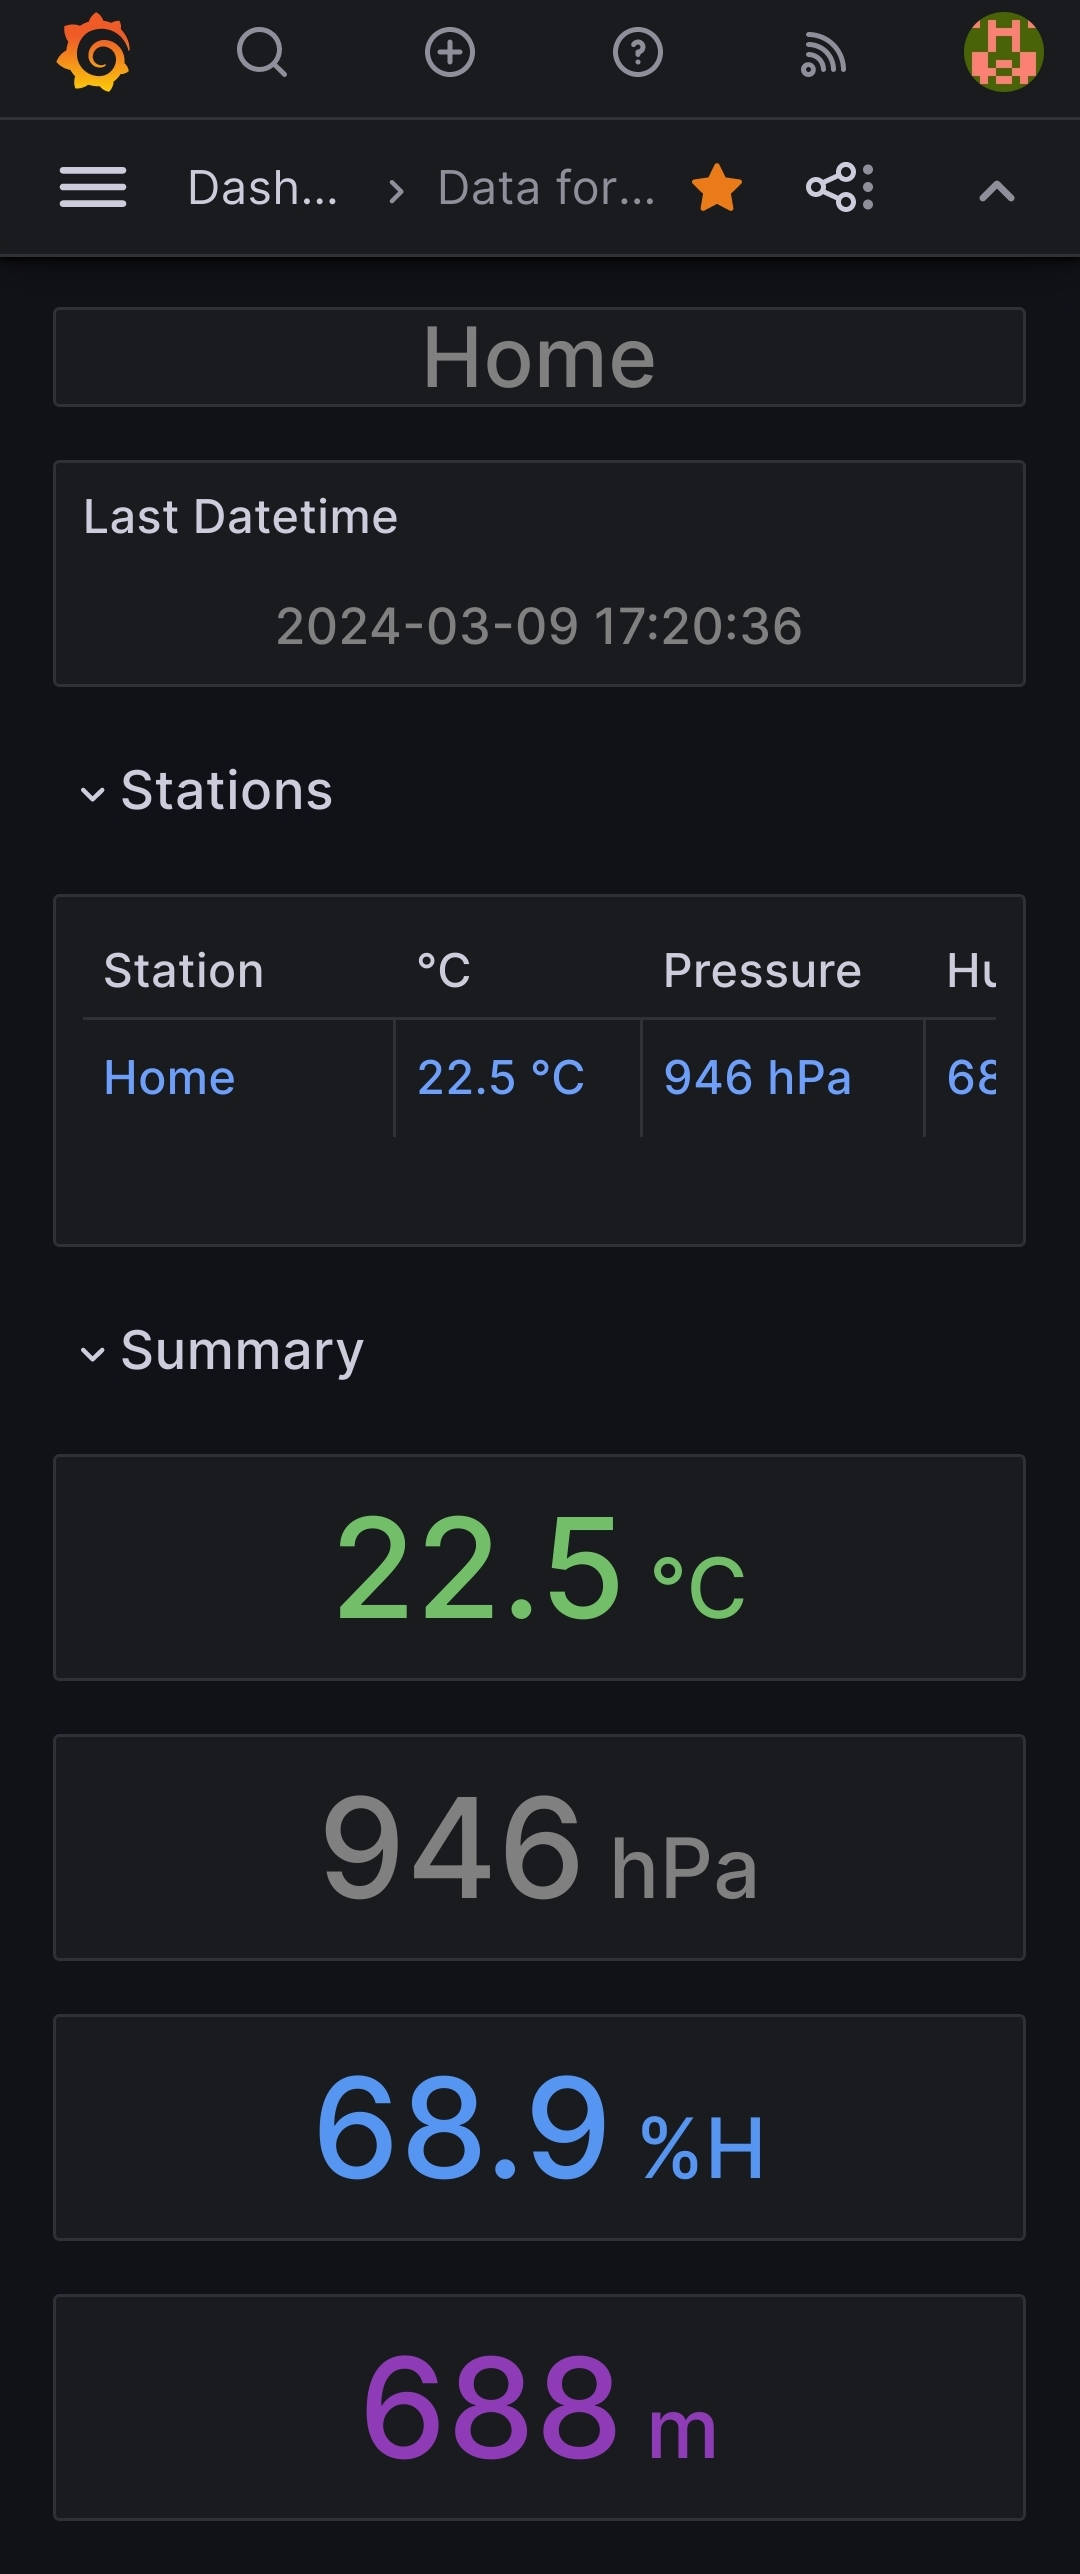 Dash... › Data for...
Home
Last Datetime
2024-03-09 17:20:36
Stations
Station °C Pressure Hu
Home 22.5 °C 946 hPa 68
Summary
22.5 °C
946 hPa
68.9 %H
688 m